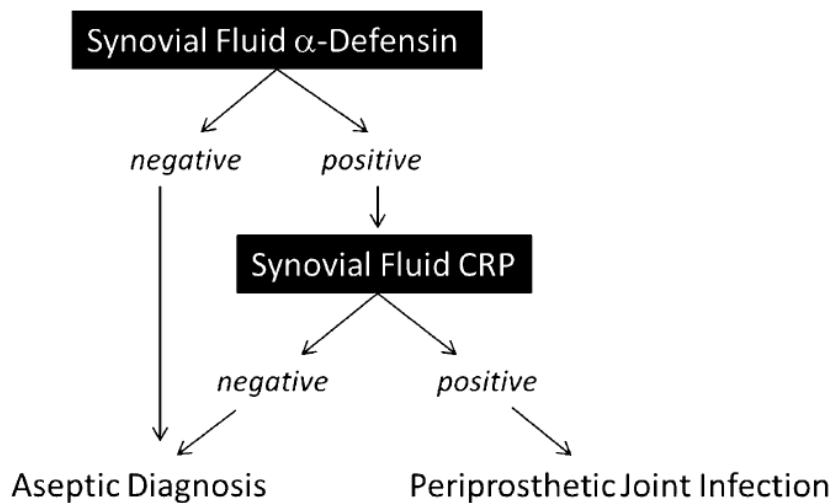 Synovial Fluid α-Defensin
negative
positive
Synovial Fluid CRP
negative
positive
Aseptic Diagnosis
Periprosthetic Joint Infection